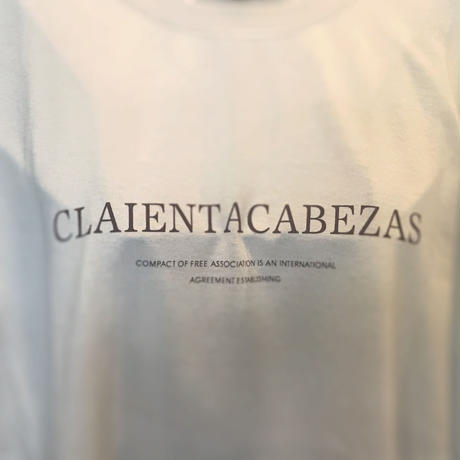 CLAIENTACABEZAS
COMPACT OF FREE ASSOCIATION IS AN INTERNATIONAL
AGREEMENT ESTABLISHING